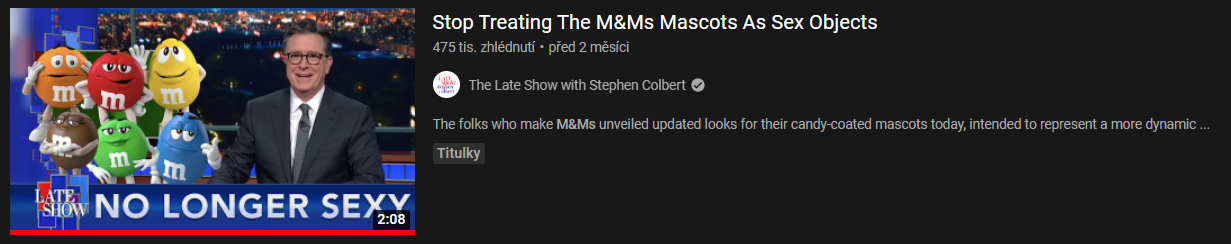 Stop Treating The M&Ms Mascots As Sex Objects
475 tis. zhlédnutí • před 2 měsíci
The Late Show with Stephen Colbert
The folks who make M&Ms unveiled updated looks for their candy-coated mascots today, intended to represent a more dynamic ...
Titulky
m
m
m
m
m
m
LATE
SHOW
NO LONGER SEXY
2:08